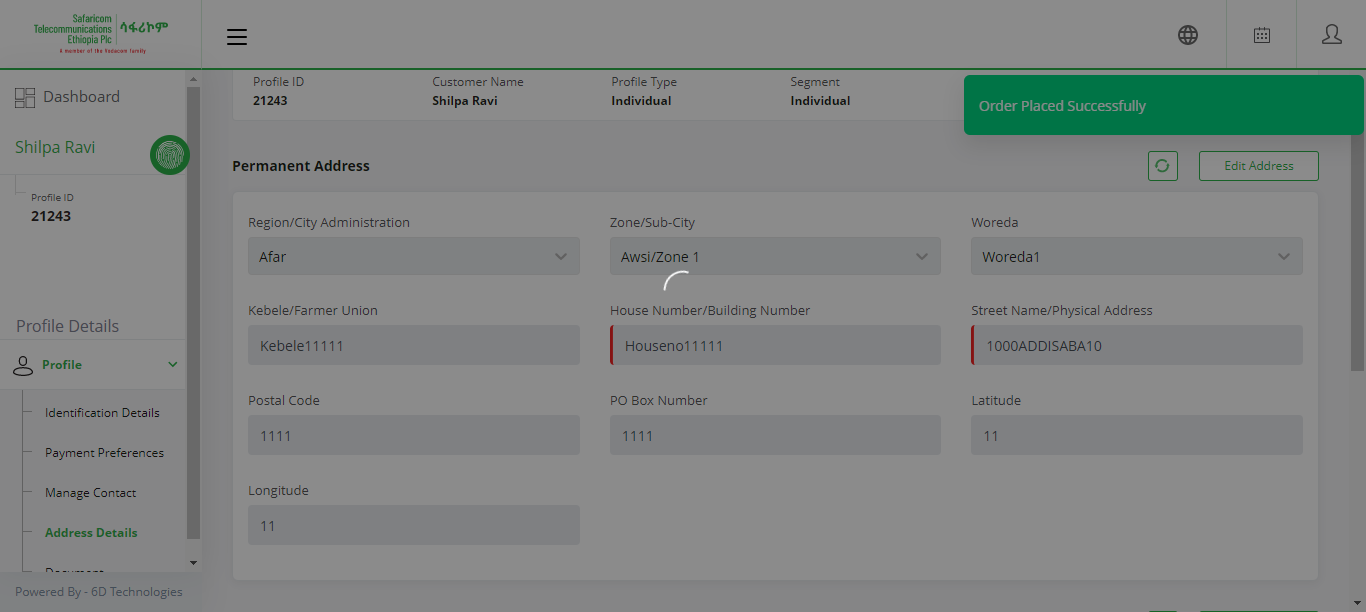 Safaricom
Telecommunications
Ethiopia Plc
ሳፋሪኮም
A member of the Vodacom family
Order Placed Successfully
Dashboard
Shilpa Ravi
Profile ID
21243
Profile Details
Profile
Identification Details
Payment Preferences
Manage Contact
Address Details
Document
Powered By - 6D Technologies
Profile ID Customer Name Profile Type Segment
21243 Shilpa Ravi Individual Individual
Permanent Address
Edit Address
Region/City Administration Zone/Sub-City Woreda
Afar Awsi/Zone 1 Woreda1
Kebele/Farmer Union House Number/Building Number Street Name/Physical Address
Kebele11111 Houseno11111 1000ADDISABA10
Postal Code PO Box Number Latitude
1111 1111 11
Longitude
11